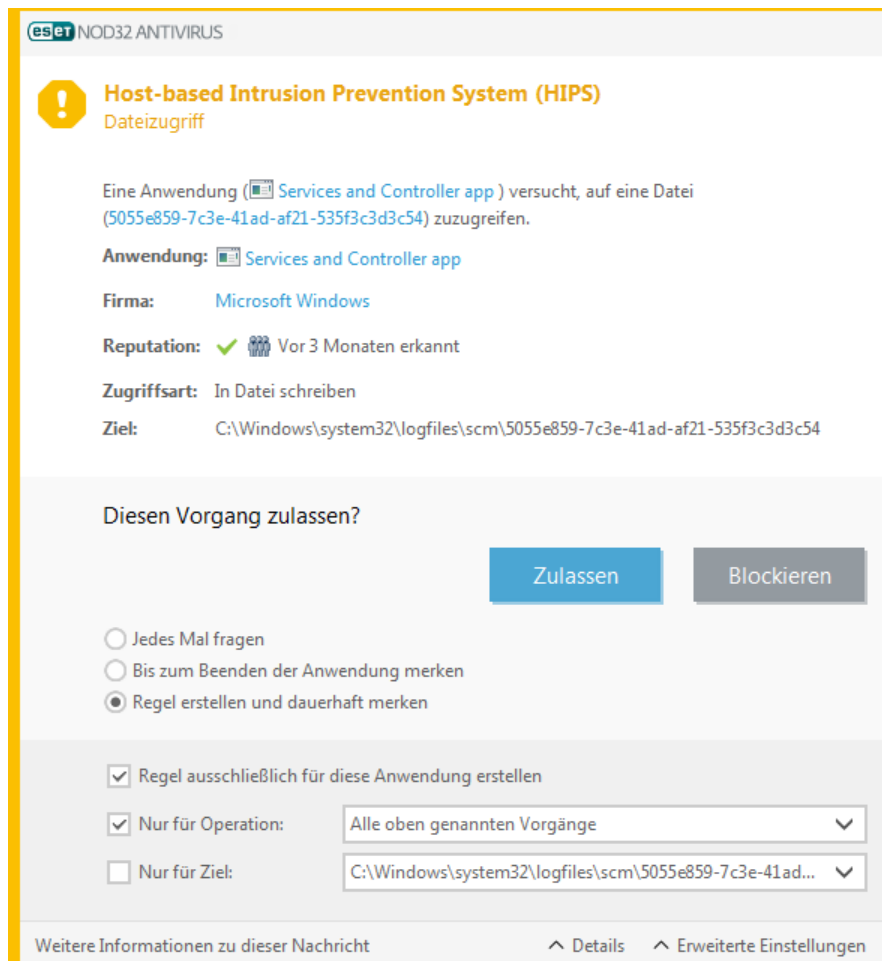 eset NOD32 ANTIVIRUS
Host-based Intrusion Prevention System (HIPS)
Dateizugriff
Eine Anwendung ( Services and Controller app ) versucht, auf eine Datei
(5055e859-7c3e-41ad-af21-535f3c3d3c54) zuzugreifen.
Anwendung: Services and Controller app
Firma: Microsoft Windows
Reputation: Vor 3 Monaten erkannt
Zugriffsart: In Datei schreiben
Ziel: C:\Windows\system32\logfiles\scm\5055e859-7c3e-41ad-af21-535f3c3d3c54
Diesen Vorgang zulassen?
Zulassen Blockieren
Jedes Mal fragen
Bis zum Beenden der Anwendung merken
Regel erstellen und dauerhaft merken
Regel ausschließlich für diese Anwendung erstellen
Nur für Operation: Alle oben genannten Vorgänge
Nur für Ziel: C:\Windows\system32\logfiles\scm\5055e859-7c3e-41ad...
Weitere Informationen zu dieser Nachricht Details Erweiterte Einstellungen